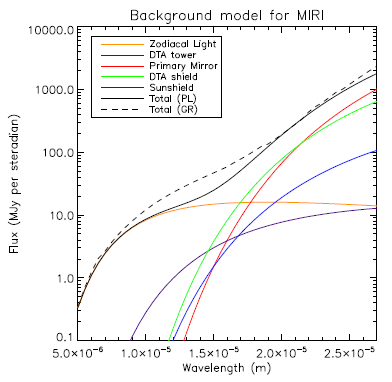 Background model for MIRI
10000.0
1000.0
100.0
10.0
1.0
0.1
Flux (MJy per steradian)
Zodiacal Light
DTA tower
Primary Mirror
DTA shield
Sunshield
Total (PL)
Total (GR)
5.0×10⁻⁶ 1.0×10⁻⁵ 1.5×10⁻⁵ 2.0×10⁻⁵ 2.5×10⁻⁵
Wavelength (m)